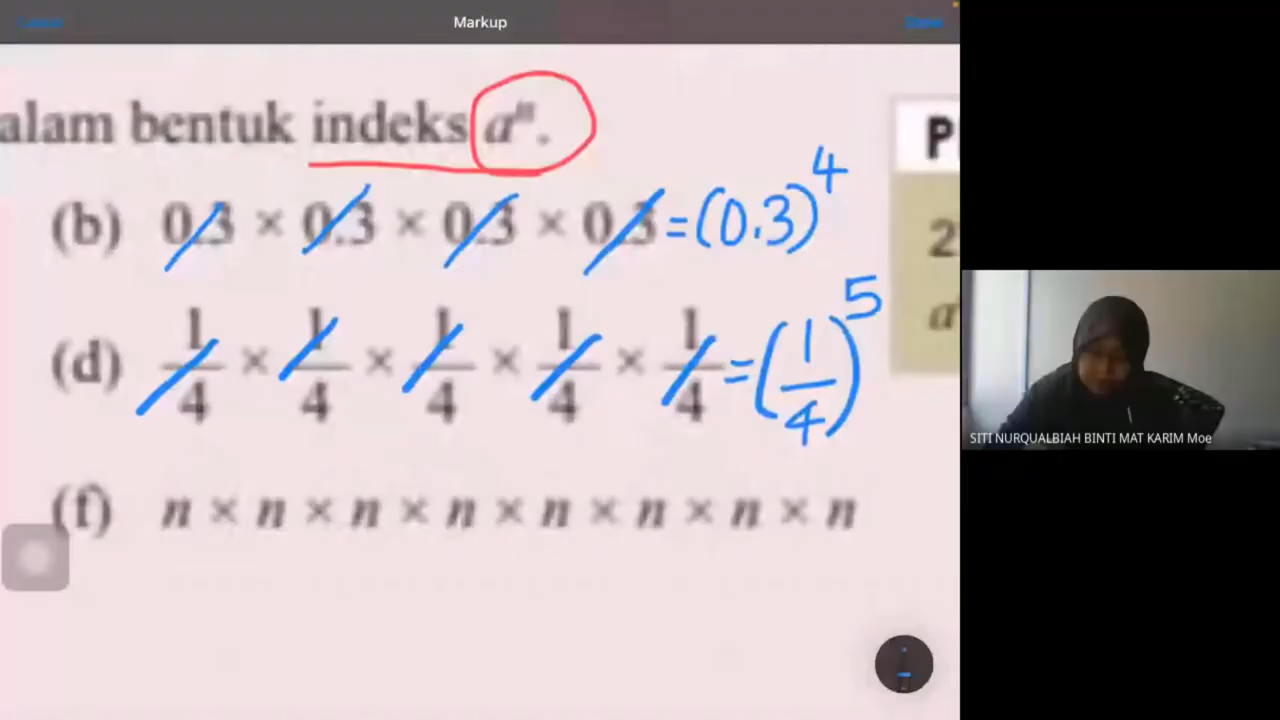 Markup
alam bentuk indeks aⁿ.
(b) 0.3 × 0.3 × 0.3 × 0.3 = (0.3)⁴
(d) 1/4 × 1/4 × 1/4 × 1/4 × 1/4 = (1/4)⁵
(f) n × n × n × n × n × n × n × n
P
2
a
SITI NURQUALBIAH BINTI MAT KARIM Moe